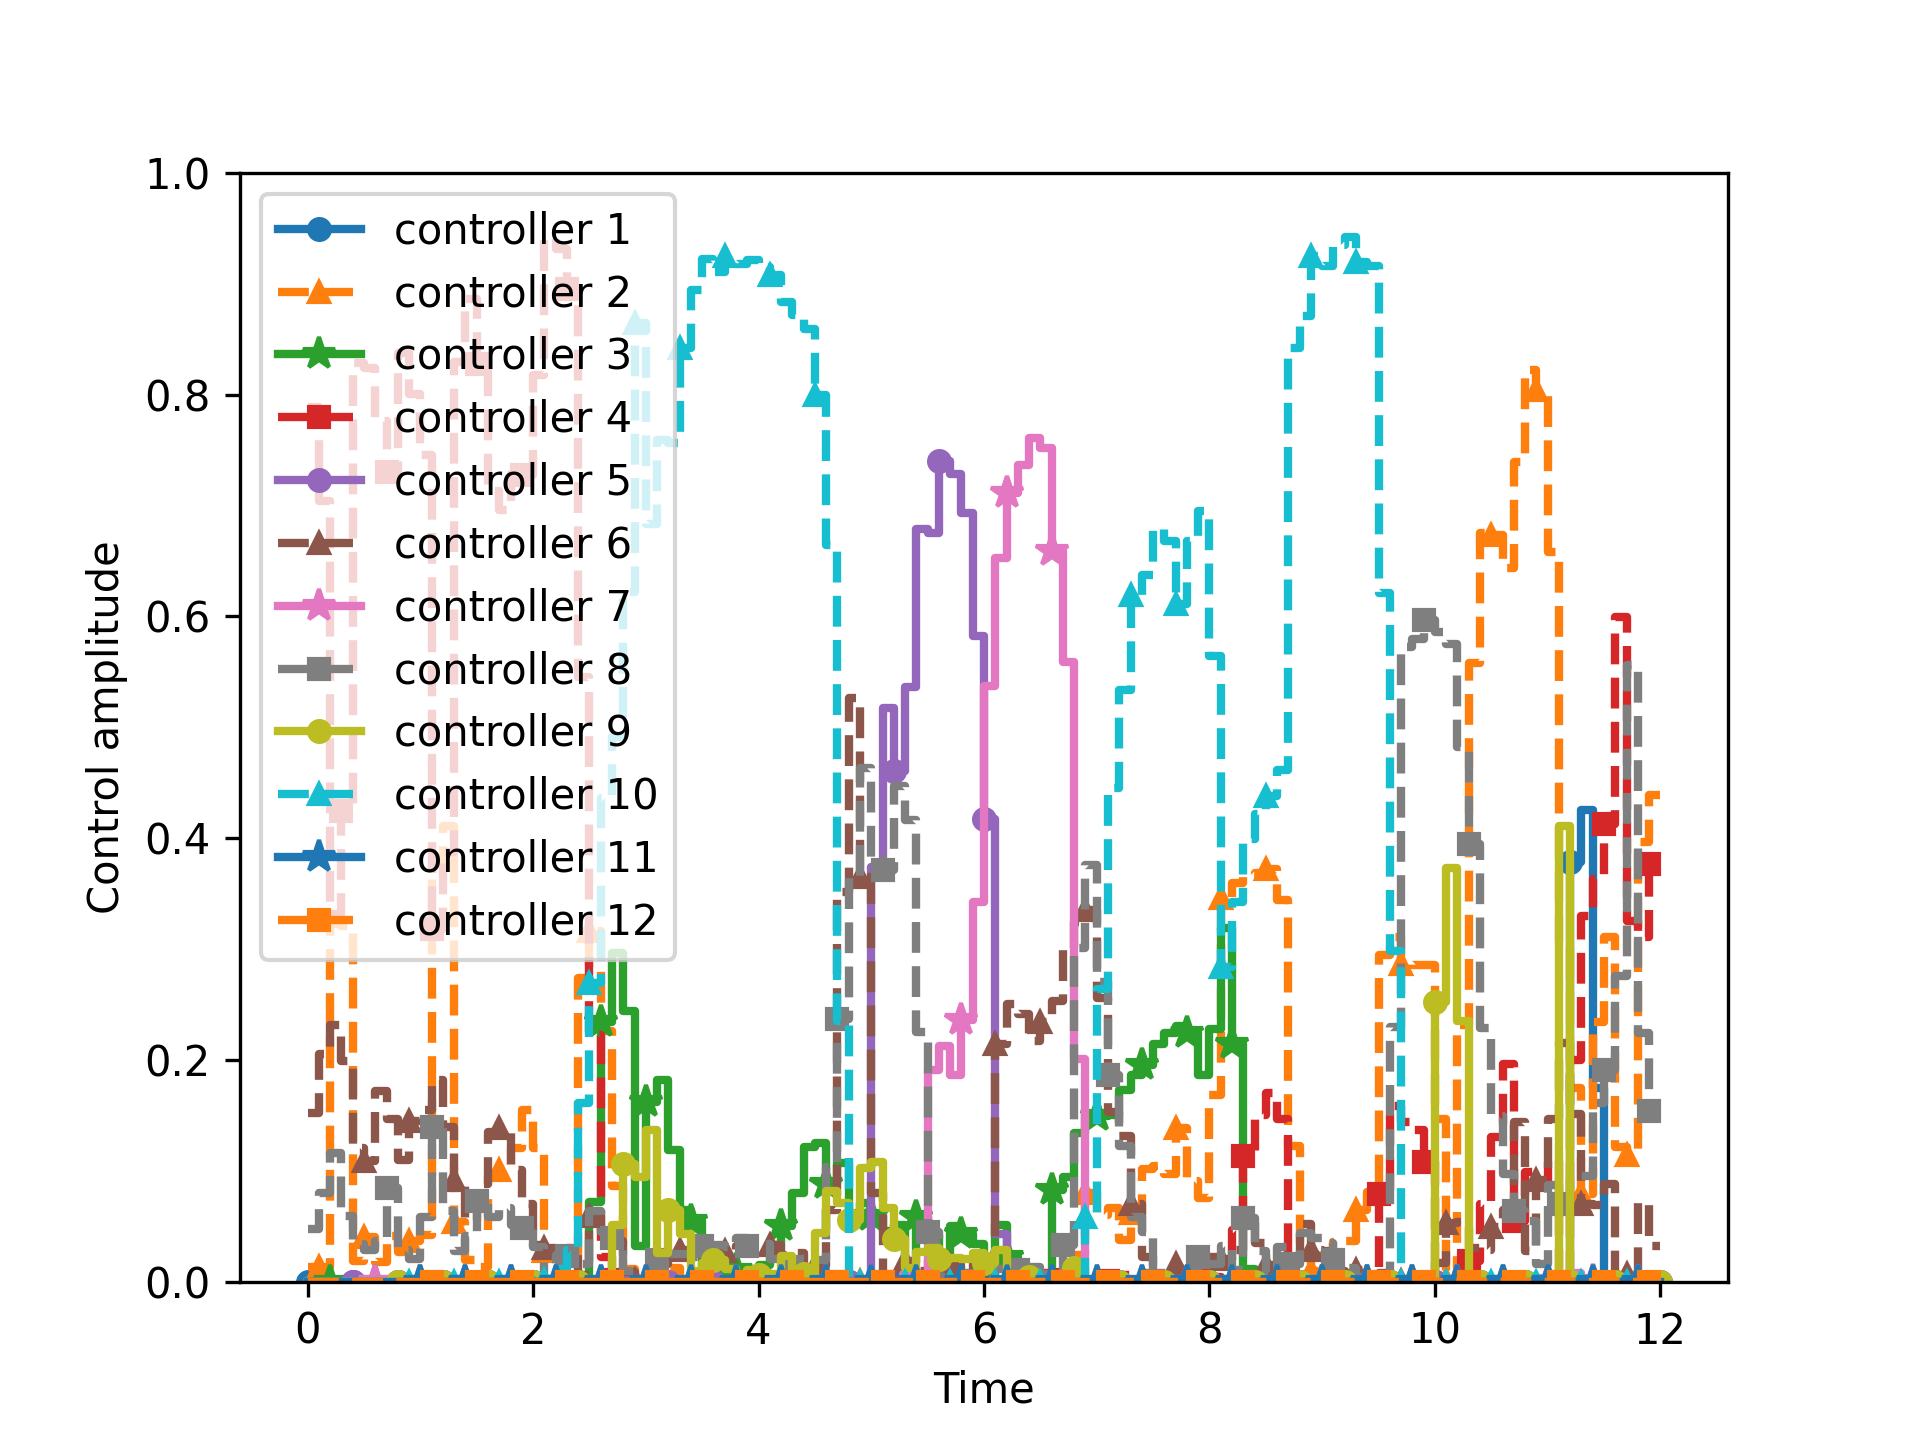 1.0
0.8
0.6
0.4
0.2
0.0
Control amplitude
controller 1
controller 2
controller 3
controller 4
controller 5
controller 6
controller 7
controller 8
controller 9
controller 10
controller 11
controller 12
0 2 4 6 8 10 12
Time